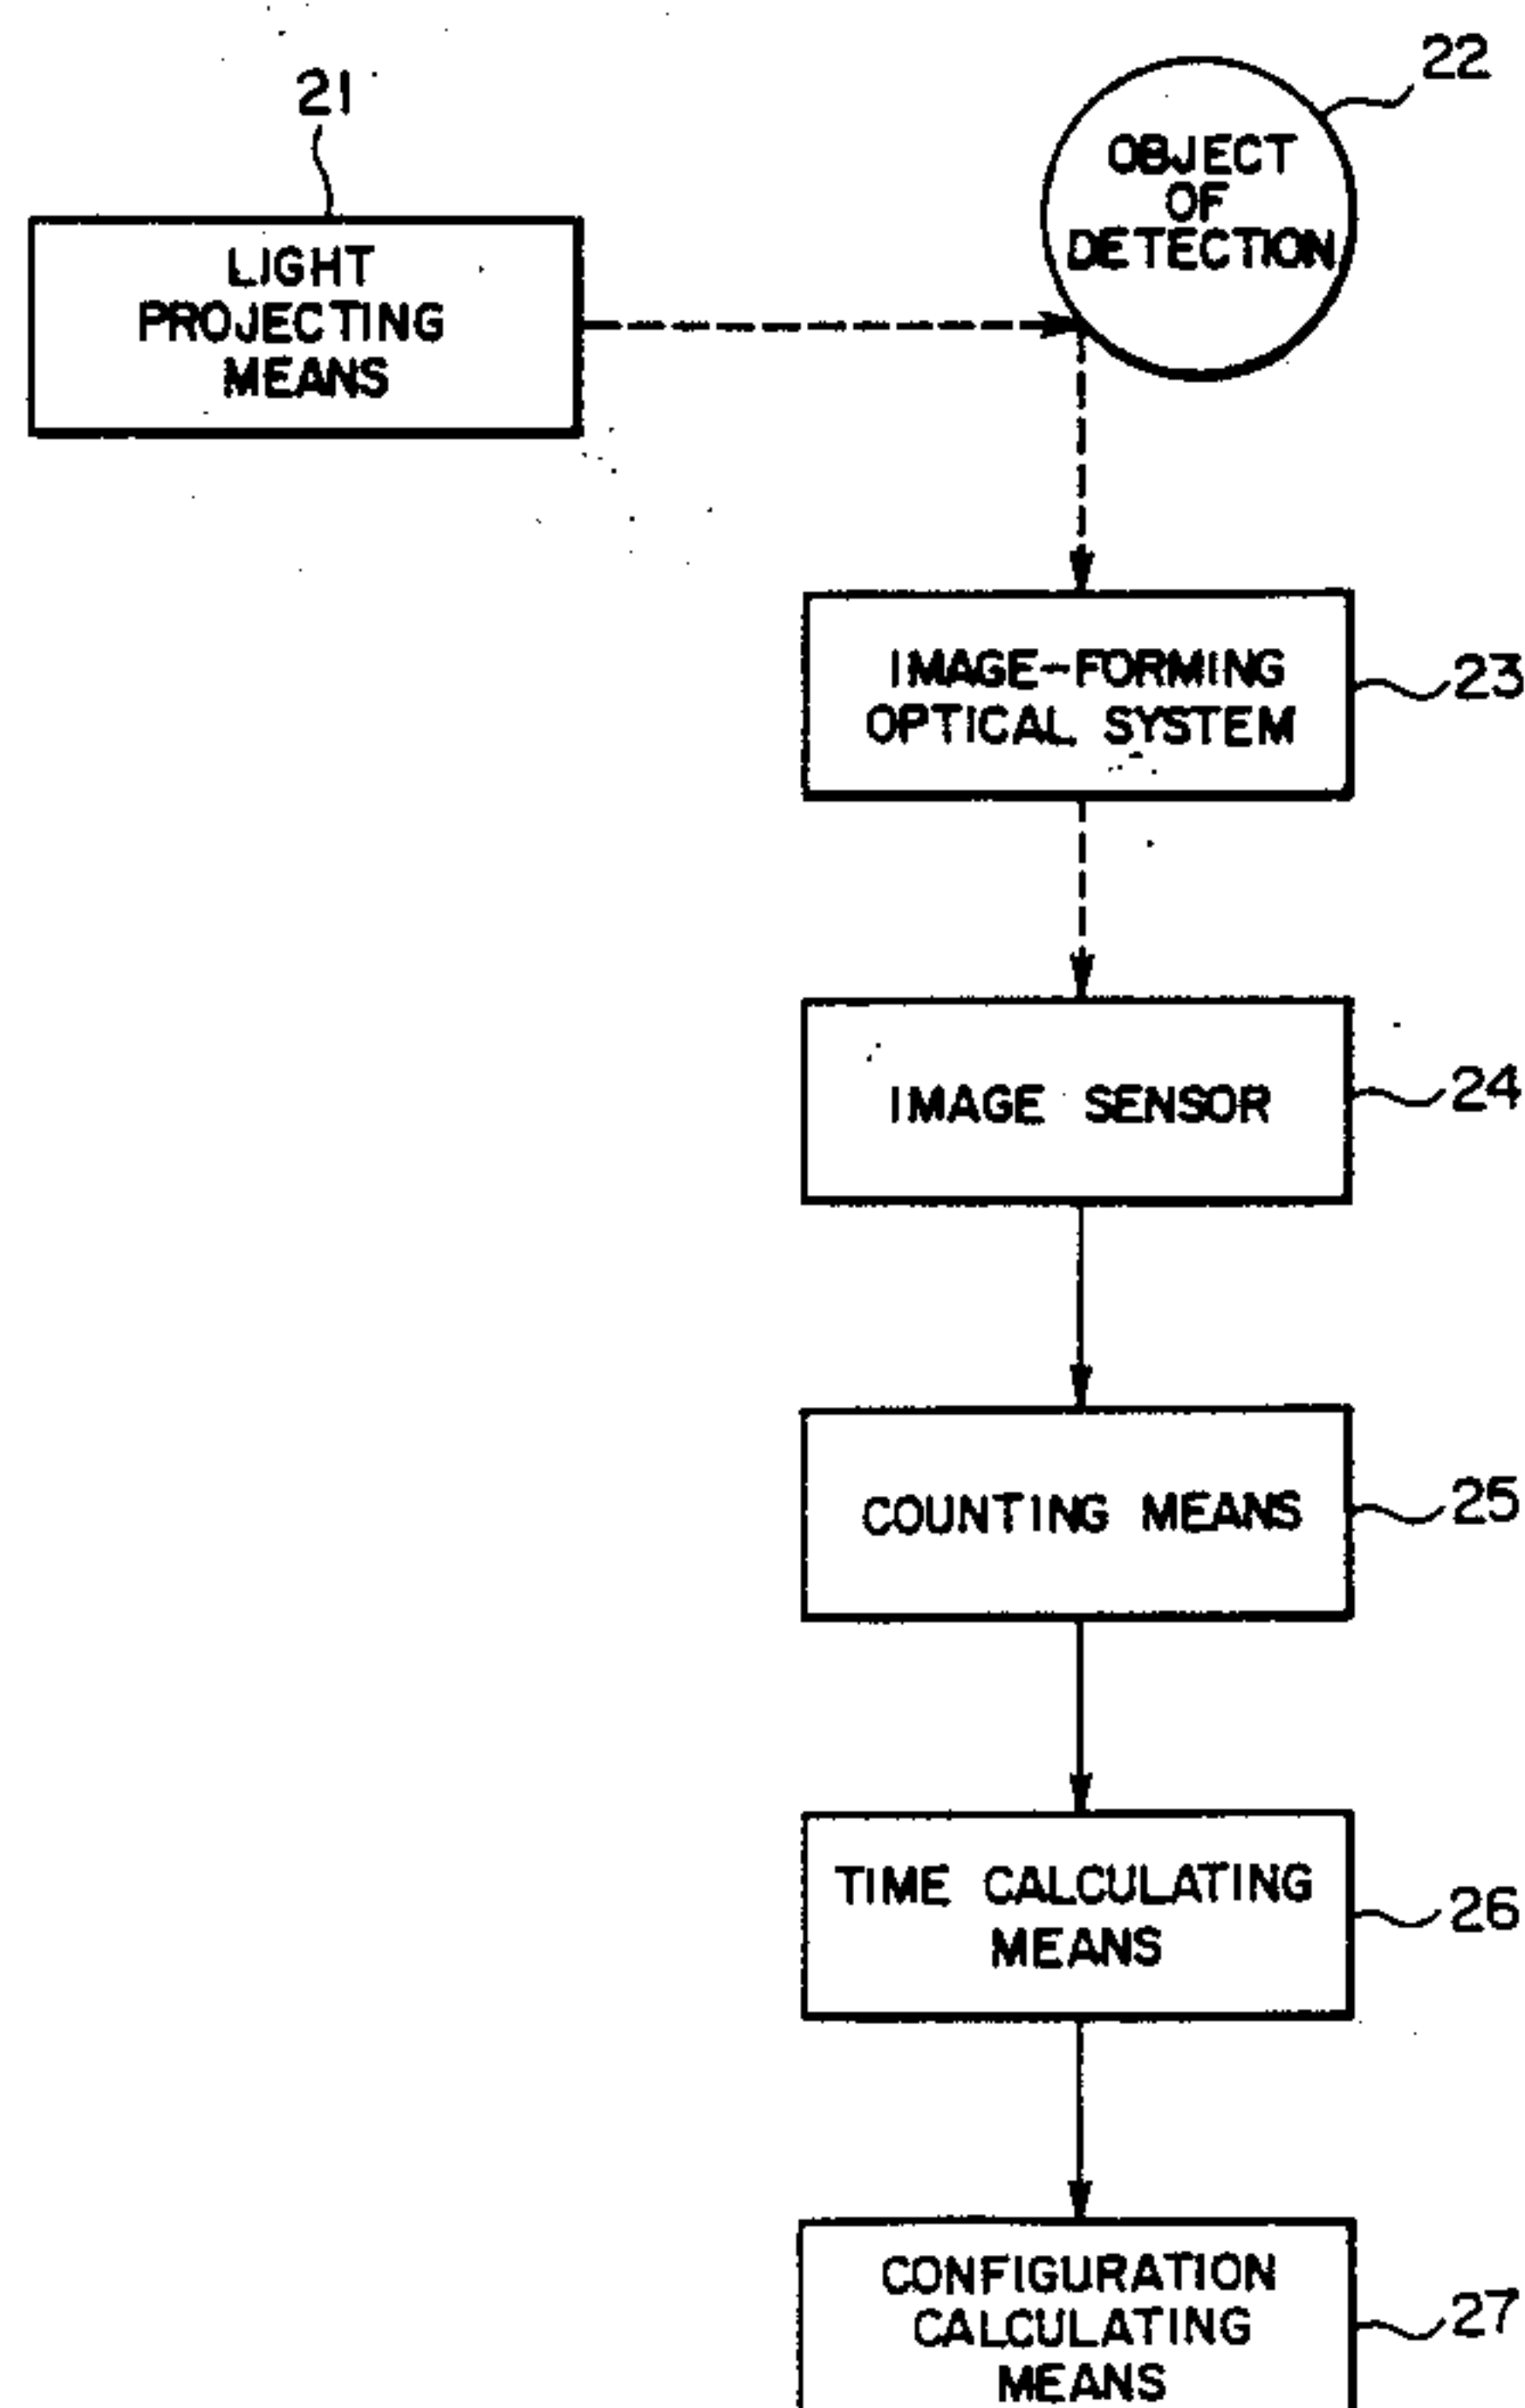 21
22
OBJECT
OF
DETECTION
LIGHT
PROJECTING
MEANS
IMAGE-FORMING
OPTICAL SYSTEM
23
IMAGE SENSOR
24
COUNTING MEANS
25
TIME CALCULATING
MEANS
26
CONFIGURATION
CALCULATING
MEANS
27